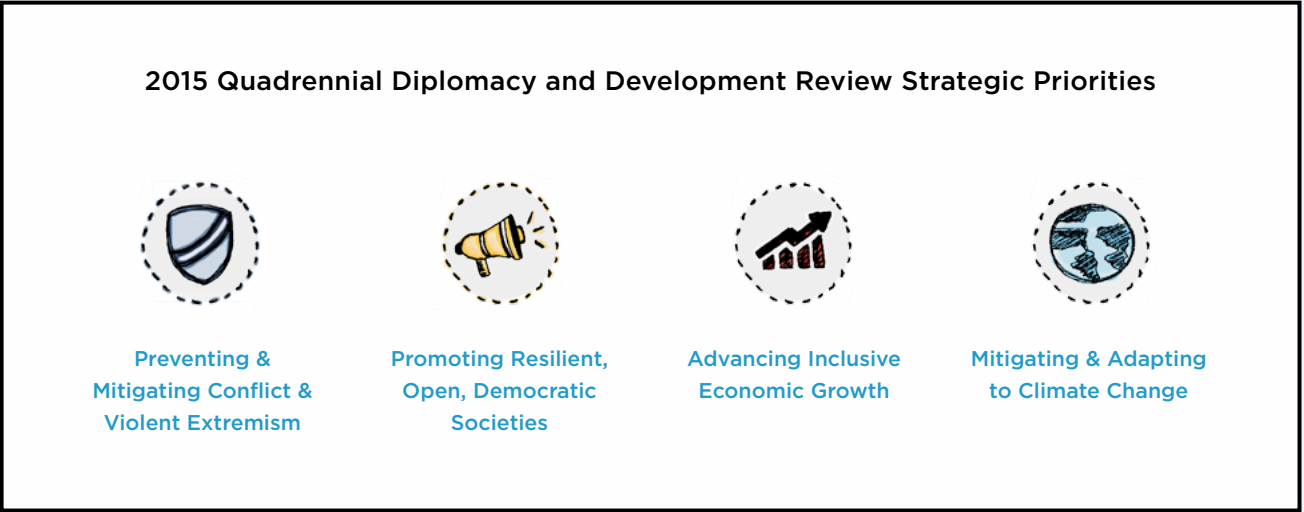 2015 Quadrennial Diplomacy and Development Review Strategic Priorities
Preventing &
Mitigating Conflict &
Violent Extremism
Promoting Resilient,
Open, Democratic
Societies
Advancing Inclusive
Economic Growth
Mitigating & Adapting
to Climate Change